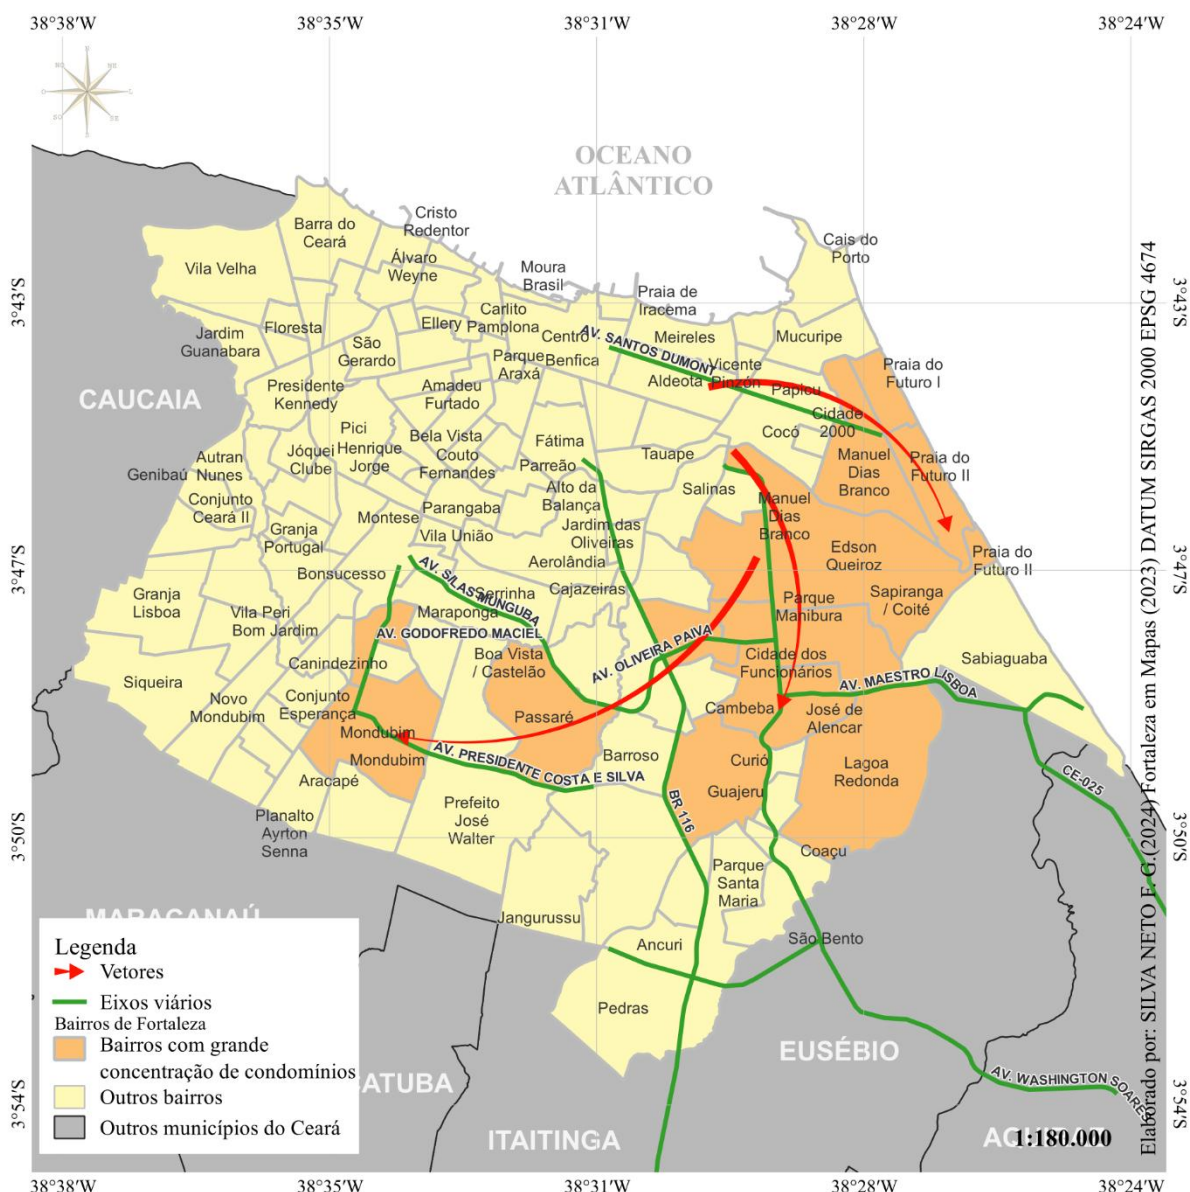 38°38'W
38°35'W
38°31'W
38°28'W
38°24'W
OCEANO
ATLÂNTICO
Cristo
Redentor
Barra do
Ceará
Álvaro
Weyne
Vila Velha
Moura
Brasil
Cais do
Porto
Praia de
Iracema
3°43'S
3°43'S
Jardim
Guanabara
Floresta
São
Gerardo
Ellery
Carlito
Pamplona
Centro
AV. SANTOS DUMONT
Meireles
Mucuripe
Parque
Araxá
Benfica
Aldeota
Vicente
Pinzón
Papicu
Praia do
Futuro I
CAUCAIA
Presidente
Kennedy
Amadeu
Furtado
Cidade
2000
Cocó
Pici
Henrique
Jorge
Jóquei
Clube
Bela Vista
Couto
Fernandes
Fátima
Parreão
Tauape
Manuel
Dias
Branco
Praia do
Futuro II
Genibaú
Autran
Nunes
Conjunto
Ceará II
Alto da
Balança
Salinas
Manuel
Dias
Branco
Granja
Portugal
Montese
Parangaba
Vila União
Jardim das
Oliveiras
Aerolândia
Edson
Queiroz
Praia do
Futuro II
3°47'S
3°47'S
Bonsucesso
AV. S/LAS MUNGUBA
Serrinha
Cajazeiras
Granja
Lisboa
Vila Peri
Bom Jardim
Maraponga
Parque
Manibura
Sapiranga
/ Coité
AV. GODOFREDO MACIEL
Boa Vista
/ Castelão
AV. OLIVEIRA PAIVA
Cidade dos
Funcionários
Sabiaguaba
Canindezinho
Siqueira
Novo
Mondubim
Conjunto
Esperança
AV. MAESTRO LISBOA
Passaré
Cambeba
José de
Alencar
Mondubim
Mondubim
AV. PRESIDENTE COSTA E SILVA
Barroso
Curió
Lagoa
Redonda
Aracapé
Guajeru
CE-025
Planalto
Ayrton
Senna
Prefeito
José
Walter
BR 116
3°50'S
3°50'S
Coaçu
Parque
Santa
Maria
Jangurussu
Ancuri
São Bento
MARACANAÚ
Pedras
EUSÉBIO
AV. WASHINGTON SOARES
ATUBA
ITAITINGA
3°54'S
3°54'S
1:180.000
Legenda
Vetores
Eixos viários
Bairros de Fortaleza
Bairros com grande
concentração de condomínios
Outros bairros
Outros municípios do Ceará
Elaborado por: SILVA NETO E. G.(2024) Fortaleza em Mapas (2023) DATUM SIRGAS 2000 EPSG 4674
38°38'W
38°35'W
38°31'W
38°28'W
38°24'W